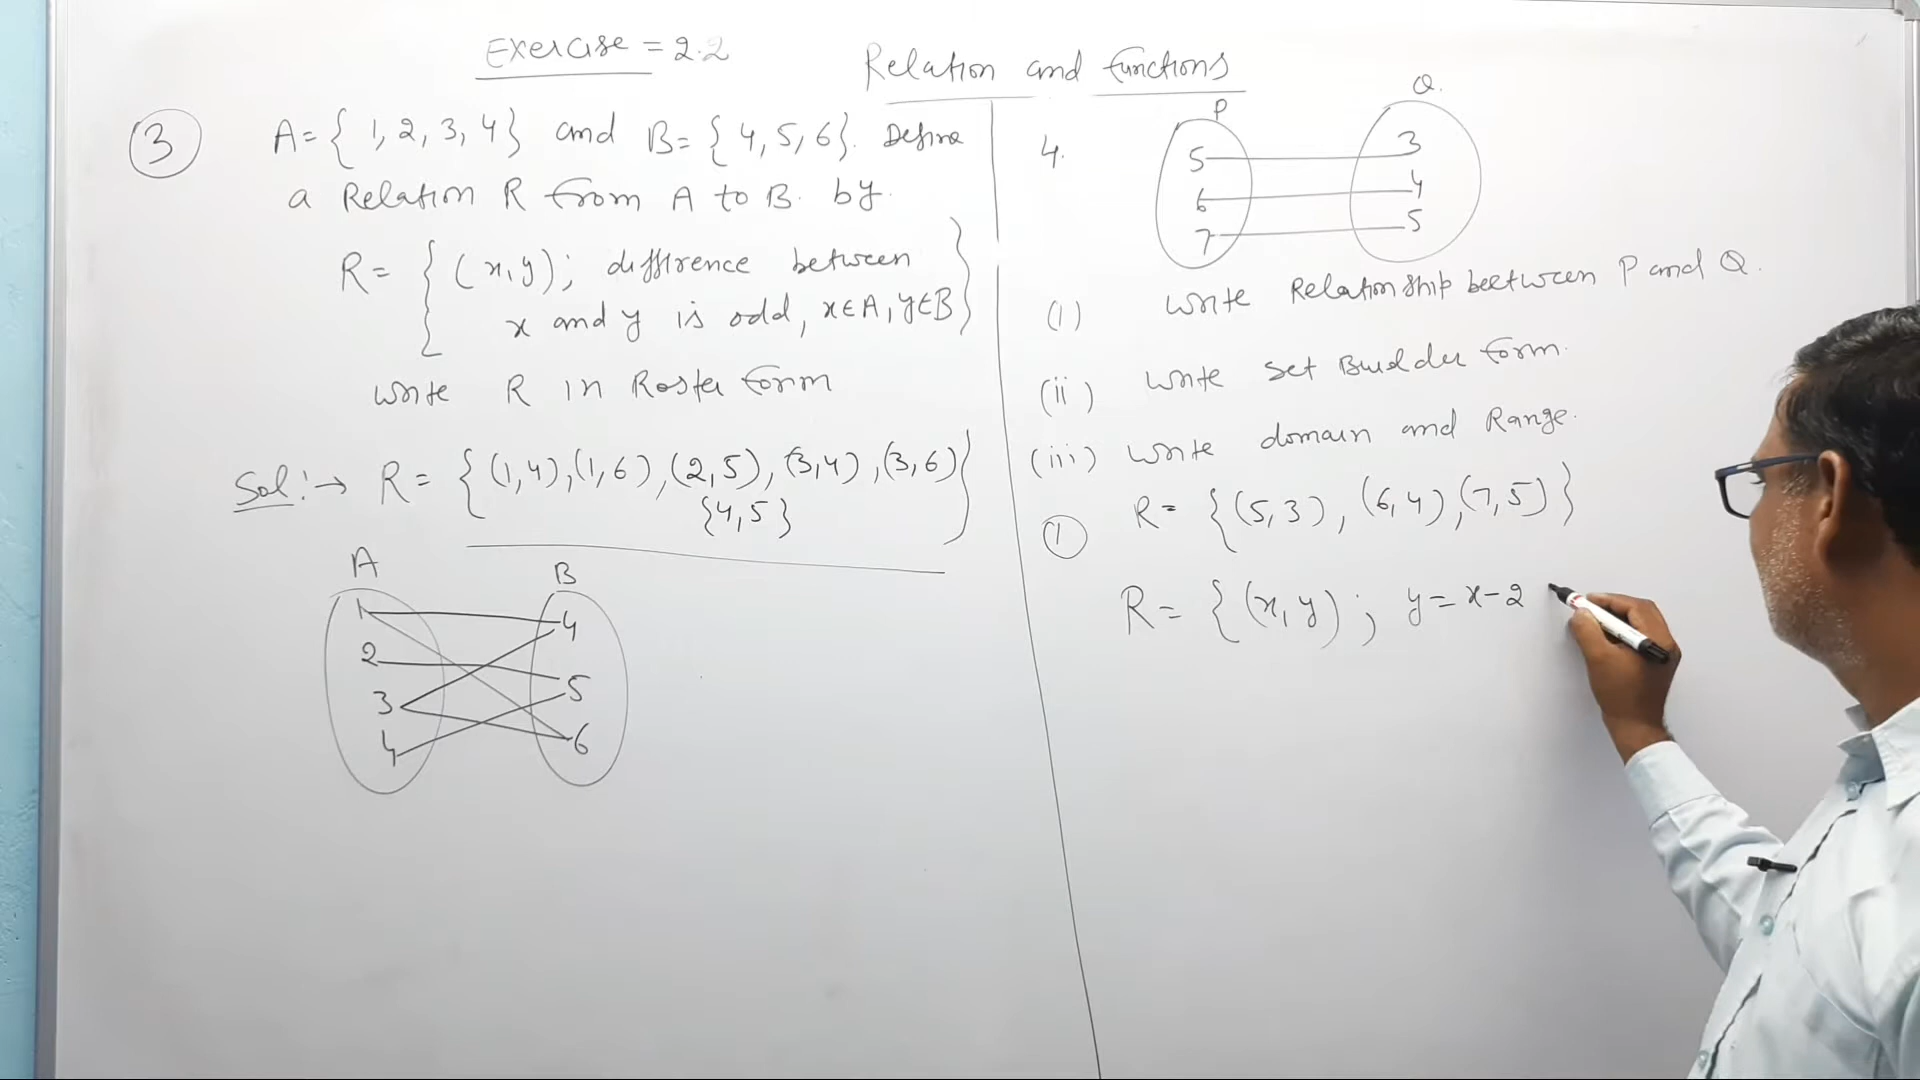 Exercise = 2.2
Relation and functions
3 A = { 1, 2, 3, 4 } and B = { 4, 5, 6 }. Define
a Relation R from A to B. by.
R = { (x, y) ; diffirence between
x and y is odd, x∈A, y∈B }
write R in Roster form
Sol:→ R = { (1,4), (1,6), (2,5), (3,4), (3,6)
{4,5} }
A B
1 4
2 5
3 6
4
4. P Q.
5 3
6 4
7 5
(i) write Relationship beetween P and Q.
(ii) write set Builder form.
(iii) write domain and Range.
① R = { (5,3), (6,4), (7,5) }
R = { (x, y) ; y = x-2